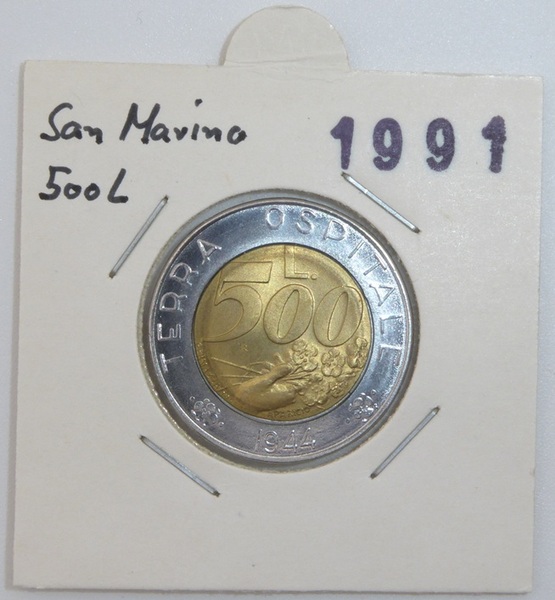 San Marino
500L
1991
TERRA OSPITALE
L.
500
1944